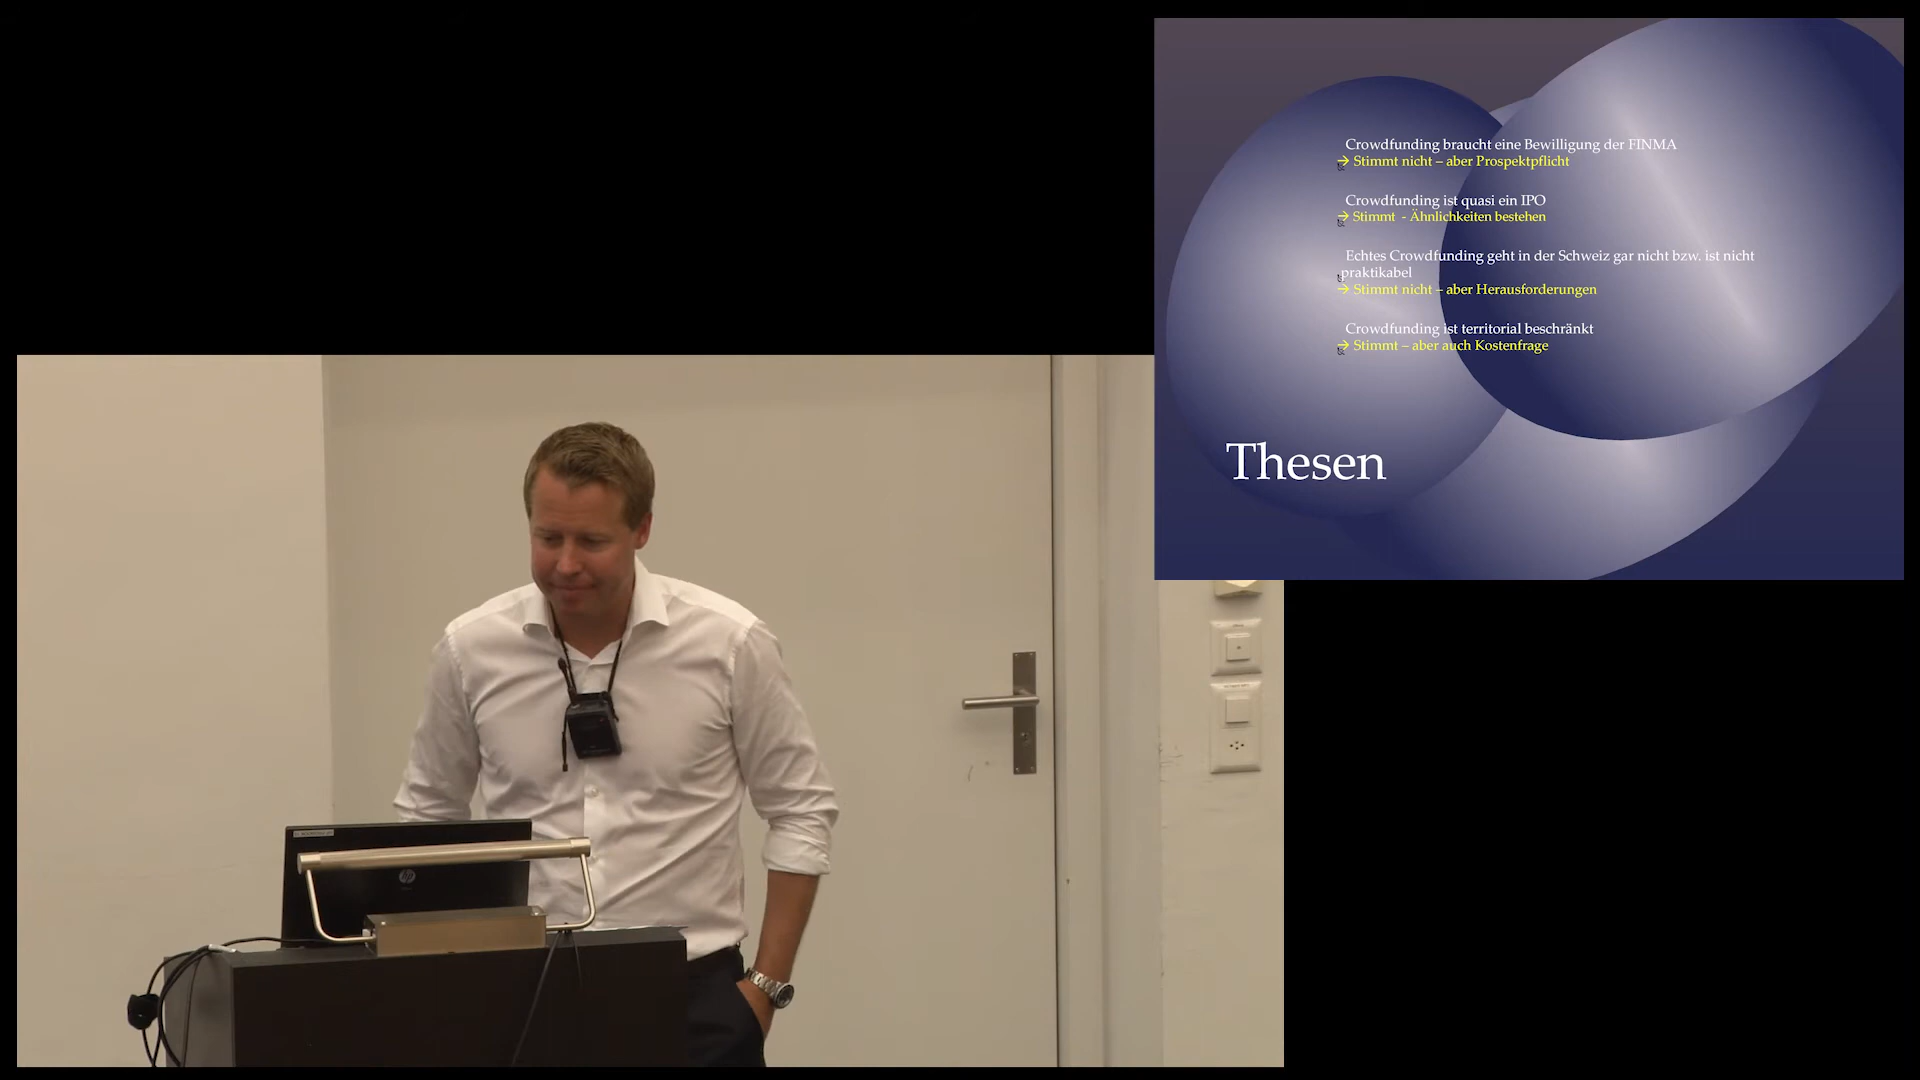 Crowdfunding braucht eine Bewilligung der FINMA
→ Stimmt nicht – aber Prospektpflicht
Crowdfunding ist quasi ein IPO
→ Stimmt - Ähnlichkeiten bestehen
Echtes Crowdfunding geht in der Schweiz gar nicht bzw. ist nicht
praktikabel
→ Stimmt nicht – aber Herausforderungen
Crowdfunding ist territorial beschränkt
→ Stimmt – aber auch Kostenfrage
Thesen
hp